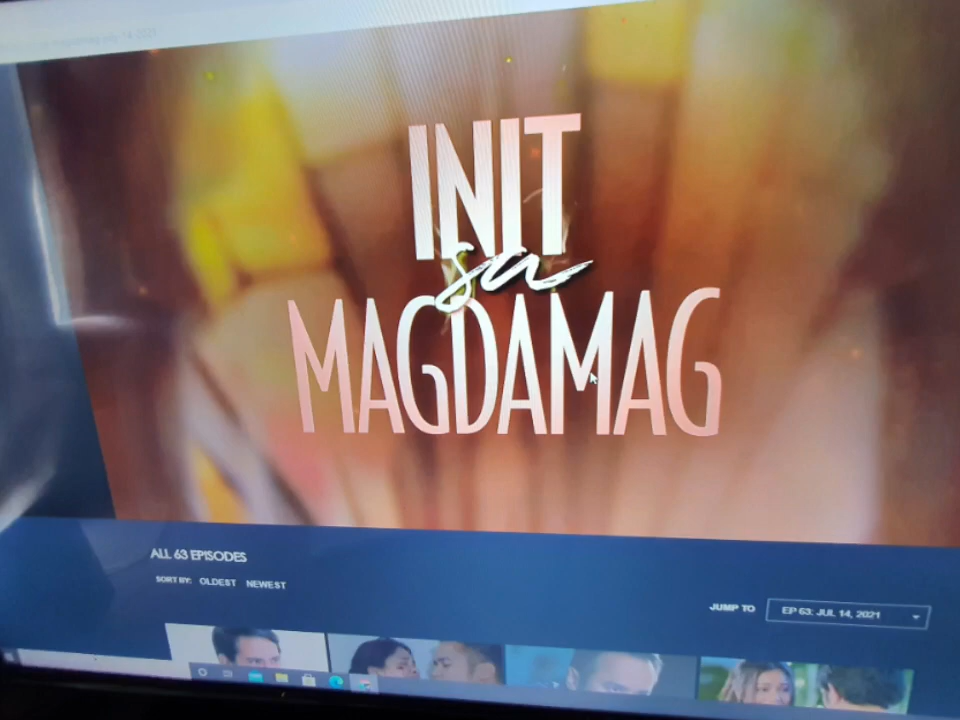 INIT
sa
MAGDAMAG
ALL 63 EPISODES
SORT BY: OLDEST NEWEST
JUMP TO EP 63: JUL 14, 2021